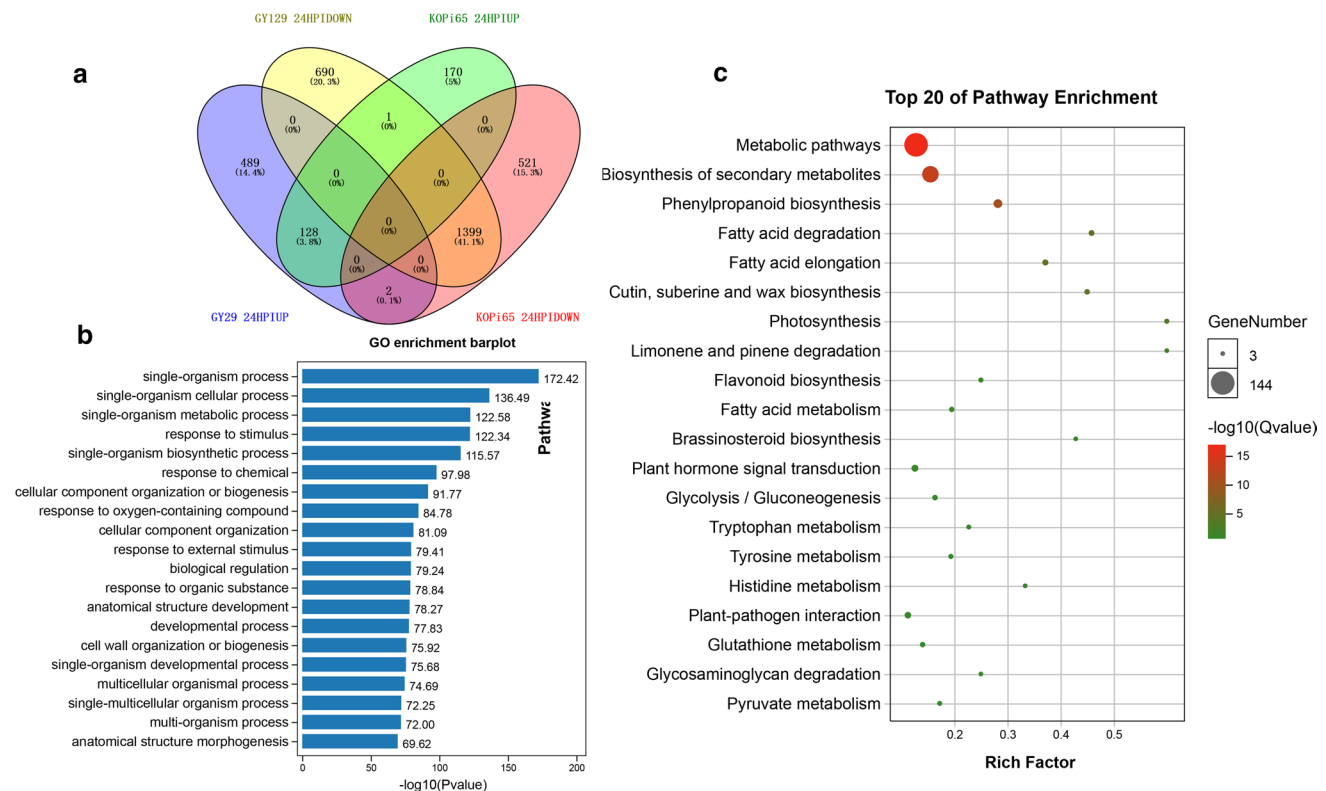 a
GY129 24HPIDOWN
KOPi65 24HPIUP
690
(20.3%)
170
(5%)
0
(0%)
1
(0%)
0
(0%)
489
(14.4%)
521
(15.3%)
0
(0%)
0
(0%)
0
(0%)
128
(3.8%)
1399
(41.1%)
0
(0%)
0
(0%)
2
(0.1%)
GY29 24HPIUP
KOPi65 24HPIDOWN
b
GO enrichment barplot
single-organism process 172.42
single-organism cellular process 136.49
single-organism metabolic process 122.58
response to stimulus 122.34
single-organism biosynthetic process 115.57
response to chemical 97.98
cellular component organization or biogenesis 91.77
response to oxygen-containing compound 84.78
cellular component organization 81.09
response to external stimulus 79.41
biological regulation 79.24
response to organic substance 78.84
anatomical structure development 78.27
developmental process 77.83
cell wall organization or biogenesis 75.92
single-organism developmental process 75.68
multicellular organismal process 74.69
single-multicellular organism process 72.25
multi-organism process 72.00
anatomical structure morphogenesis 69.62
0 50 100 150 200
-log10(Pvalue)
Pathwa
c
Top 20 of Pathway Enrichment
Metabolic pathways
Biosynthesis of secondary metabolites
Phenylpropanoid biosynthesis
Fatty acid degradation
Fatty acid elongation
Cutin, suberine and wax biosynthesis
Photosynthesis
Limonene and pinene degradation
Flavonoid biosynthesis
Fatty acid metabolism
Brassinosteroid biosynthesis
Plant hormone signal transduction
Glycolysis / Gluconeogenesis
Tryptophan metabolism
Tyrosine metabolism
Histidine metabolism
Plant-pathogen interaction
Glutathione metabolism
Glycosaminoglycan degradation
Pyruvate metabolism
0.2 0.3 0.4 0.5
Rich Factor
GeneNumber
3
144
-log10(Qvalue)
15
10
5